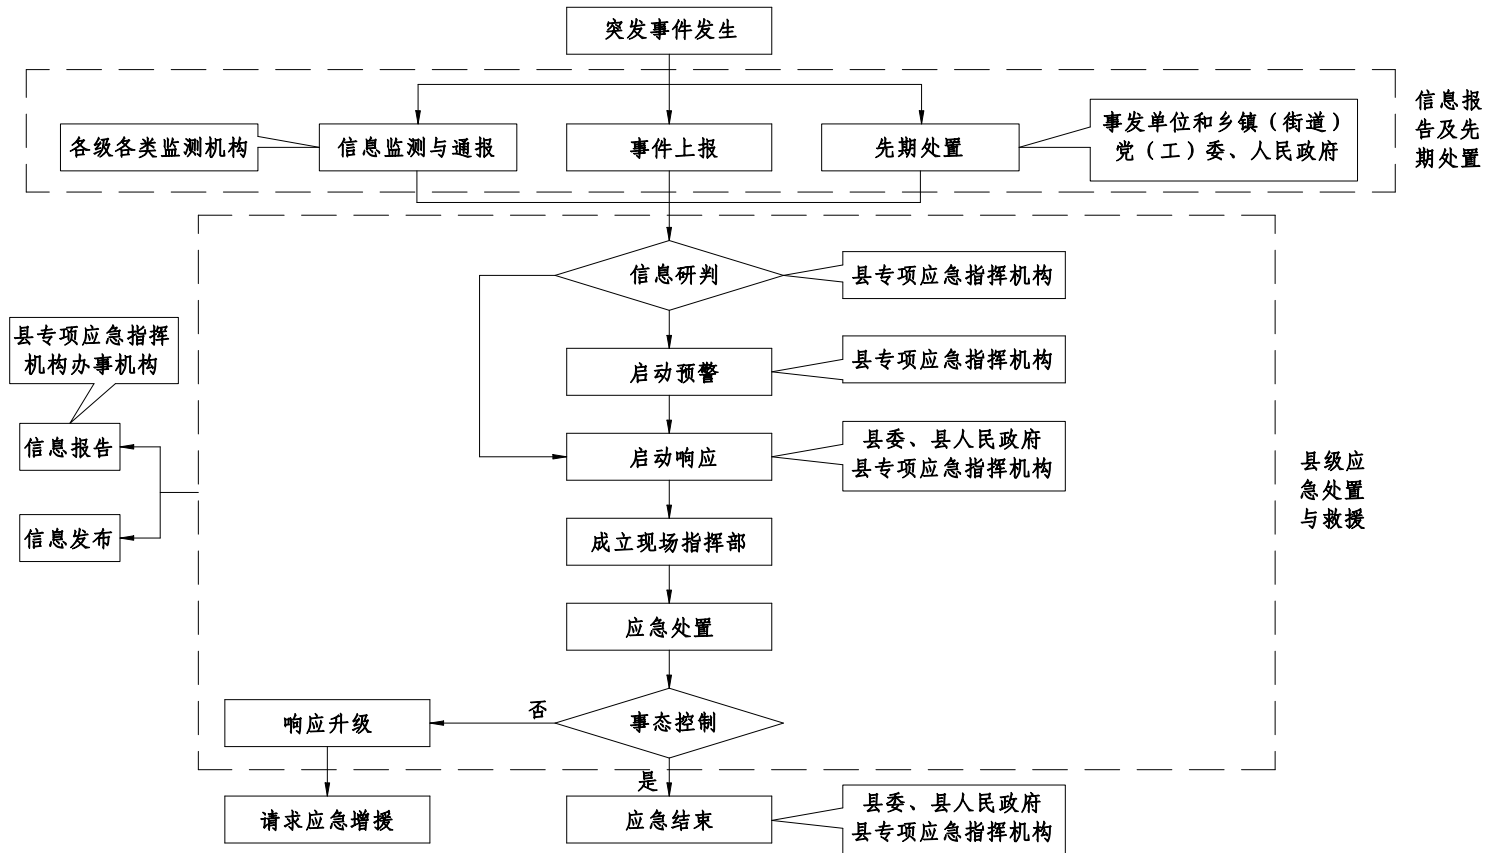 突发事件发生
信息报
告及先
期处置
各级各类监测机构
信息监测与通报
事件上报
先期处置
事发单位和乡镇（街道）
党（工）委、人民政府
信息研判
县专项应急指挥机构
县专项应急指挥
机构办事机构
启动预警
县专项应急指挥机构
信息报告
启动响应
县委、县人民政府
县专项应急指挥机构
县级应
急处置
与救援
信息发布
成立现场指挥部
应急处置
响应升级
否
事态控制
是
请求应急增援
应急结束
县委、县人民政府
县专项应急指挥机构